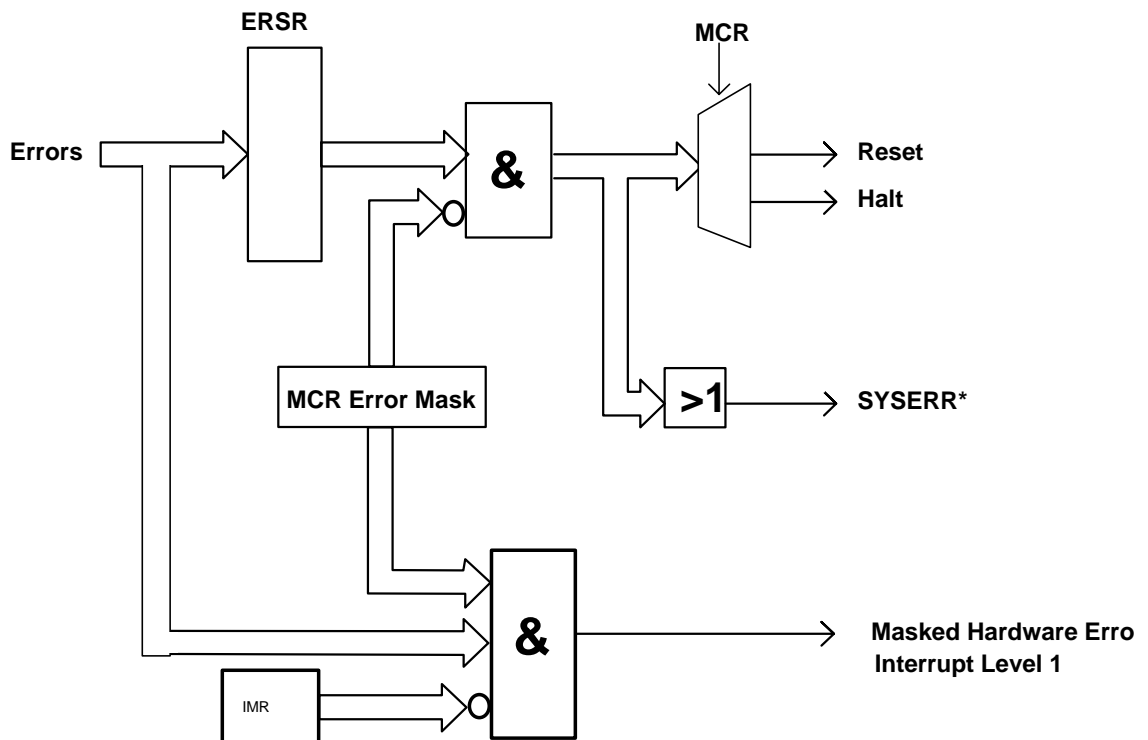 ERSR
MCR
Errors
&
Reset
Halt
MCR Error Mask
>1
SYSERR*
&
Masked Hardware Erro
Interrupt Level 1
IMR